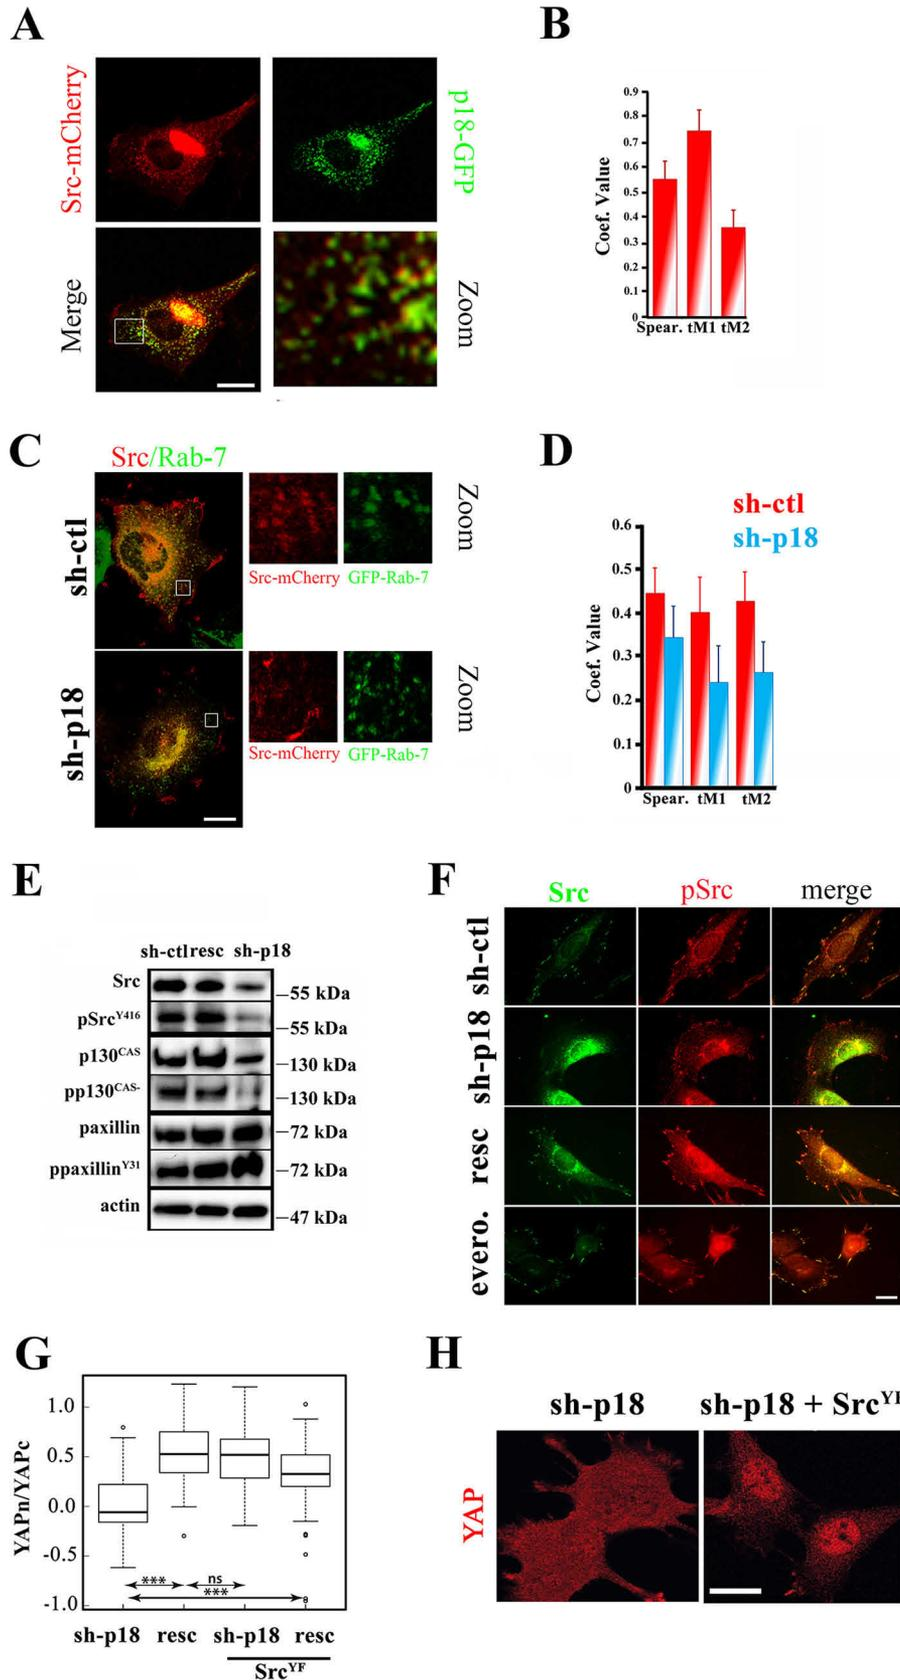 A
Src-mCherry
p18-GFP
Merge
Zoom
B
Coef. Value
0.9
0.8
0.7
0.6
0.5
0.4
0.3
0.2
0.1
0
Spear. tM1 tM2
C
Src/Rab-7
sh-ctl
Src-mCherry GFP-Rab-7
Zoom
sh-p18
Src-mCherry GFP-Rab-7
Zoom
D
sh-ctl
sh-p18
Coef. Value
0.6
0.5
0.4
0.3
0.2
0.1
0
Spear. tM1 tM2
E
sh-ctl resc sh-p18
Src
55 kDa
pSrcY416
55 kDa
p130CAS
130 kDa
pp130CAS-
130 kDa
paxillin
72 kDa
ppaxillinY31
72 kDa
actin
47 kDa
F
Src pSrc merge
sh-ctl
sh-p18
resc
evero.
G
YAPn/YAPc
1.0
0.5
0.0
-0.5
-1.0
*** ns
***
sh-p18 resc sh-p18 resc
SrcYF
H
sh-p18 sh-p18 + SrcYF
YAP